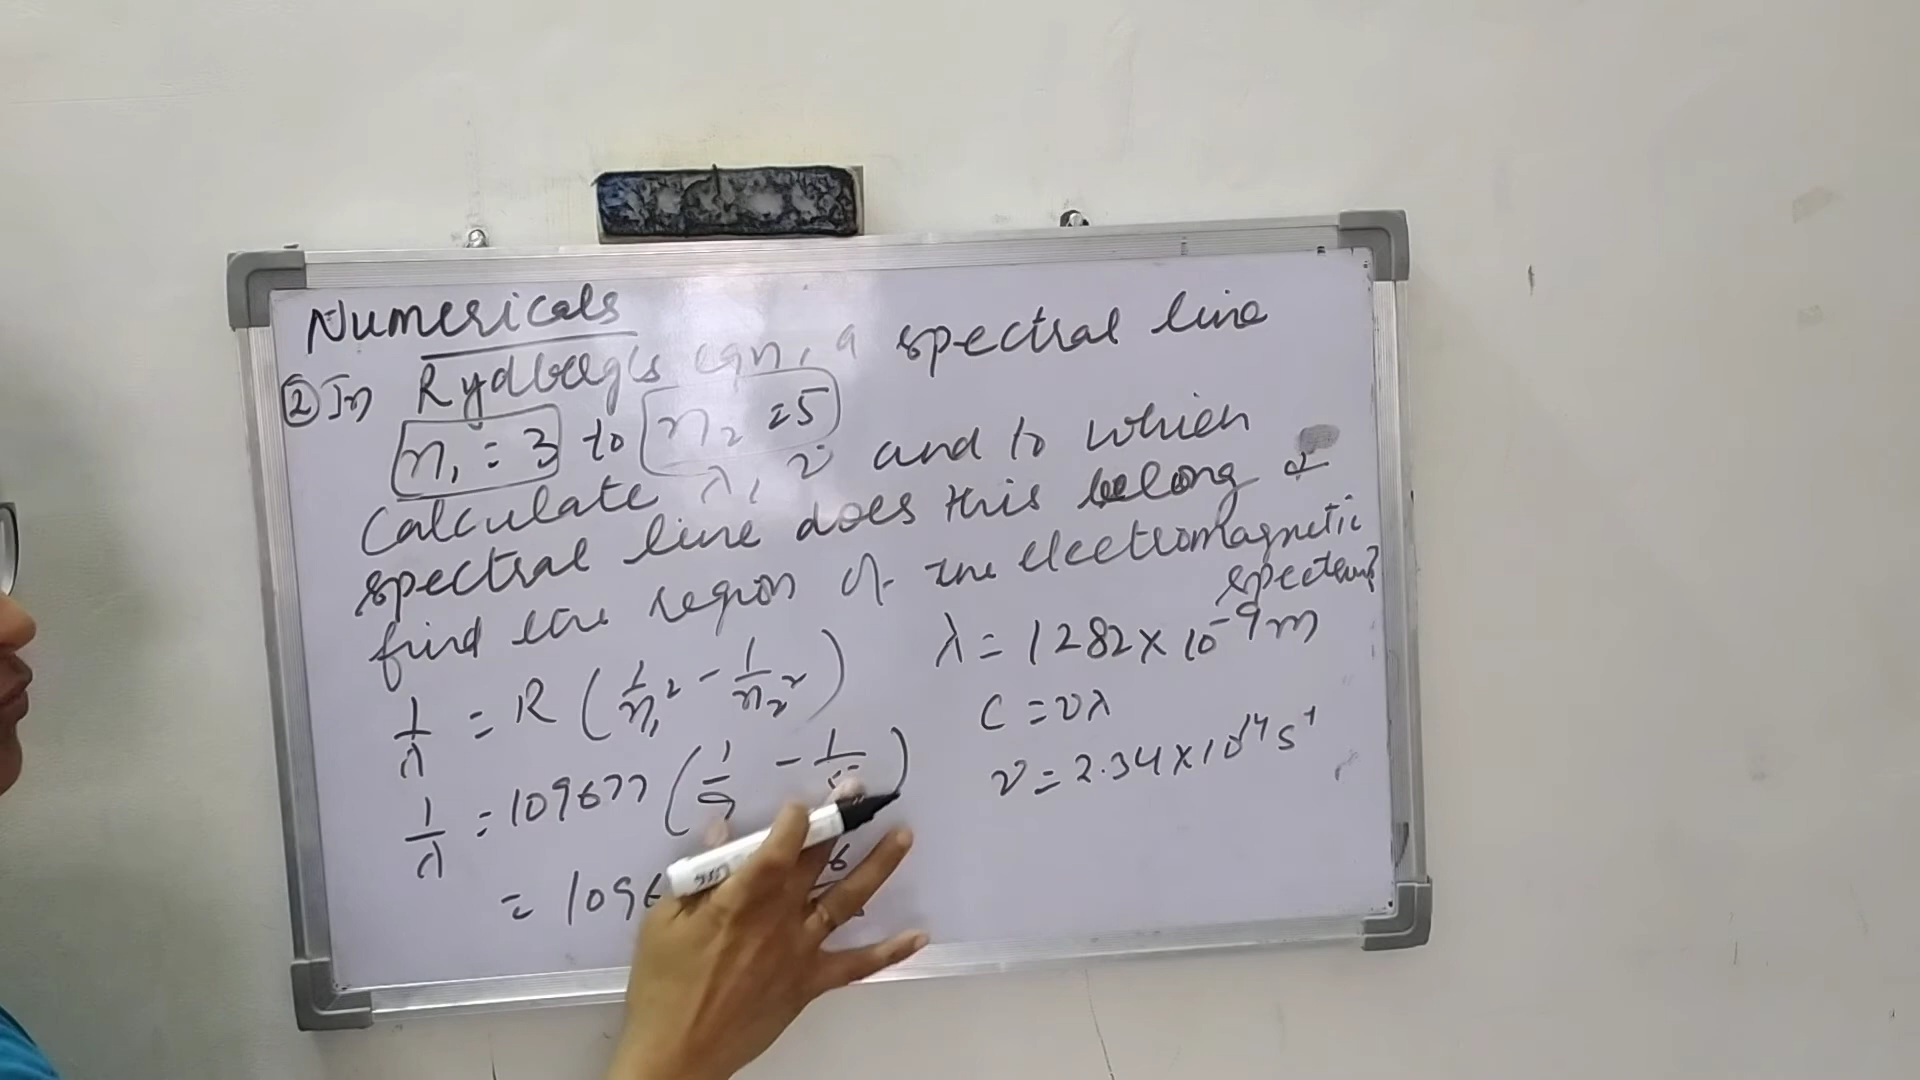 Numericals
② In Rydberg's eqn, a spectral line
n₁ = 3 to n₂ = 5
Calculate λ, ν and to which
spectral line does this belong &
find the region of the electromagnetic
spectrum?
1/λ = R (1/n₁² - 1/n₂²)
1/λ = 109677 (1/9 -
= 109
λ = 1282 × 10⁻⁹ m
C = νλ
ν = 2.34 × 10¹⁴ s⁻¹